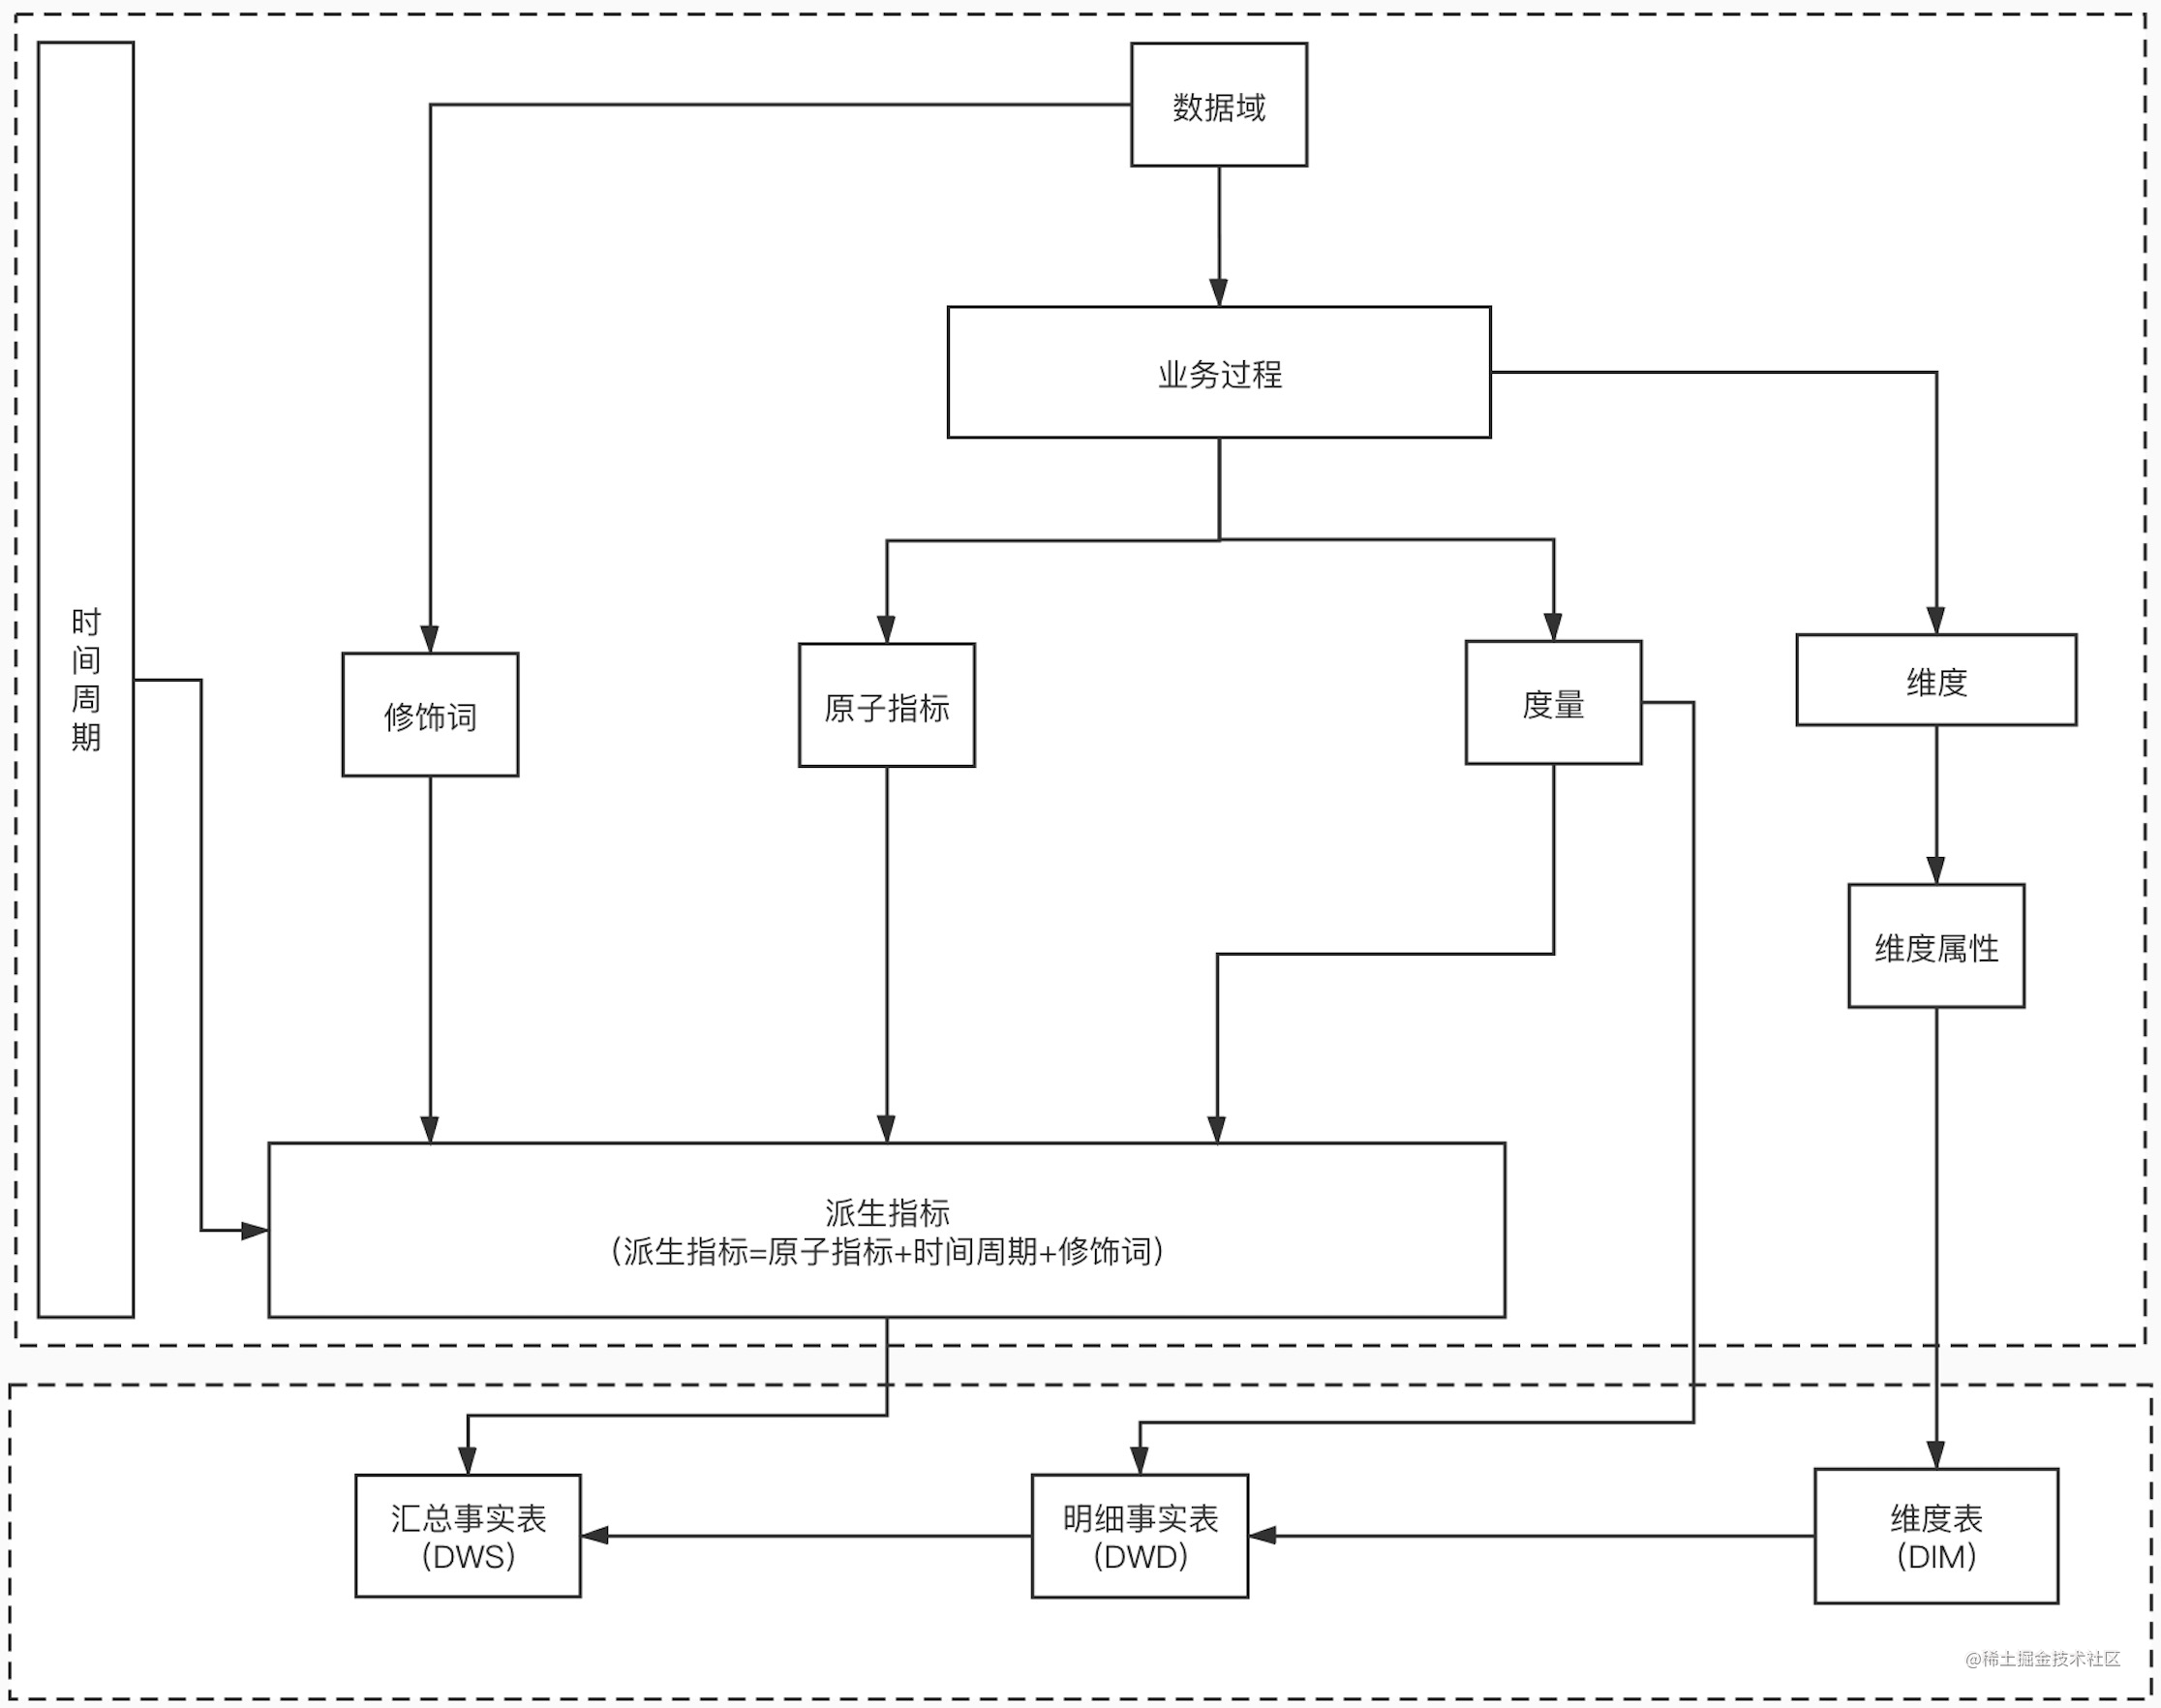 数据域
业务过程
时
间
周
期
修饰词
原子指标
度量
维度
维度属性
派生指标
（派生指标=原子指标+时间周期+修饰词）
汇总事实表
（DWS）
明细事实表
（DWD）
维度表
（DIM）
@稀土掘金技术社区